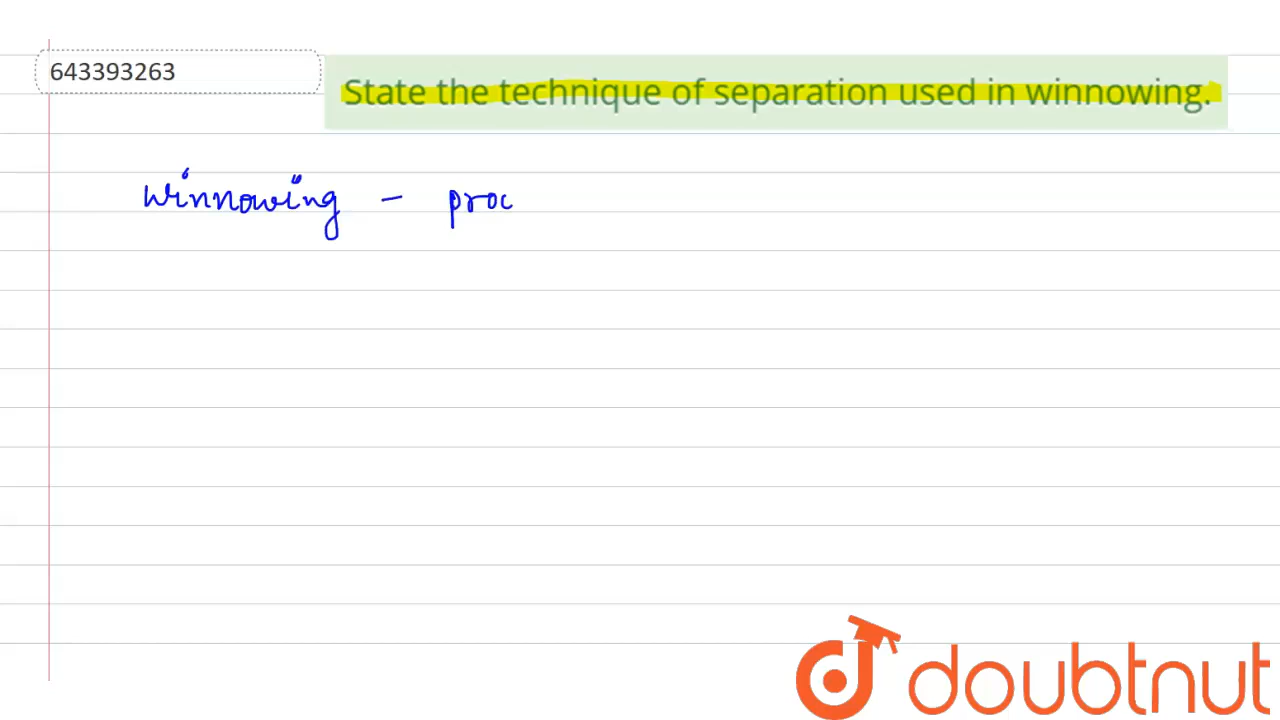 643393263
State the technique of separation used in winnowing.
Winnowing - proc
doubtnut